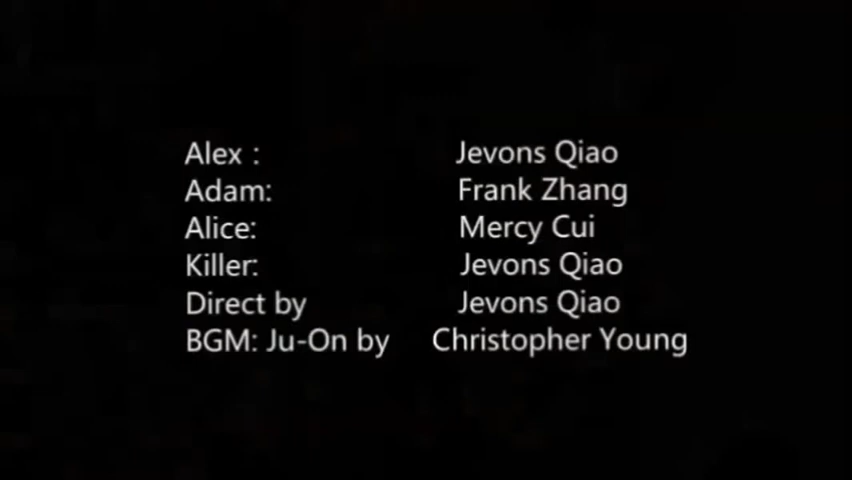 Alex : Jevons Qiao
Adam: Frank Zhang
Alice: Mercy Cui
Killer: Jevons Qiao
Direct by Jevons Qiao
BGM: Ju-On by Christopher Young